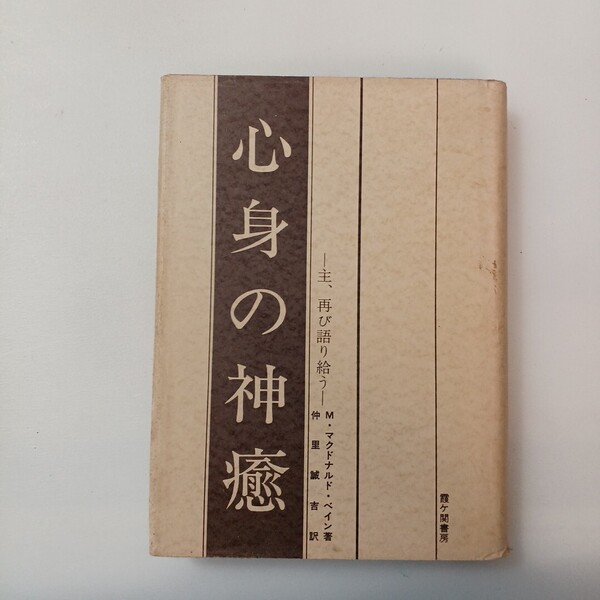 心身の神癒
―主、再び語り給う―
M・マクドナルド・ベイン著
仲里誠吉訳
霞ケ関書房